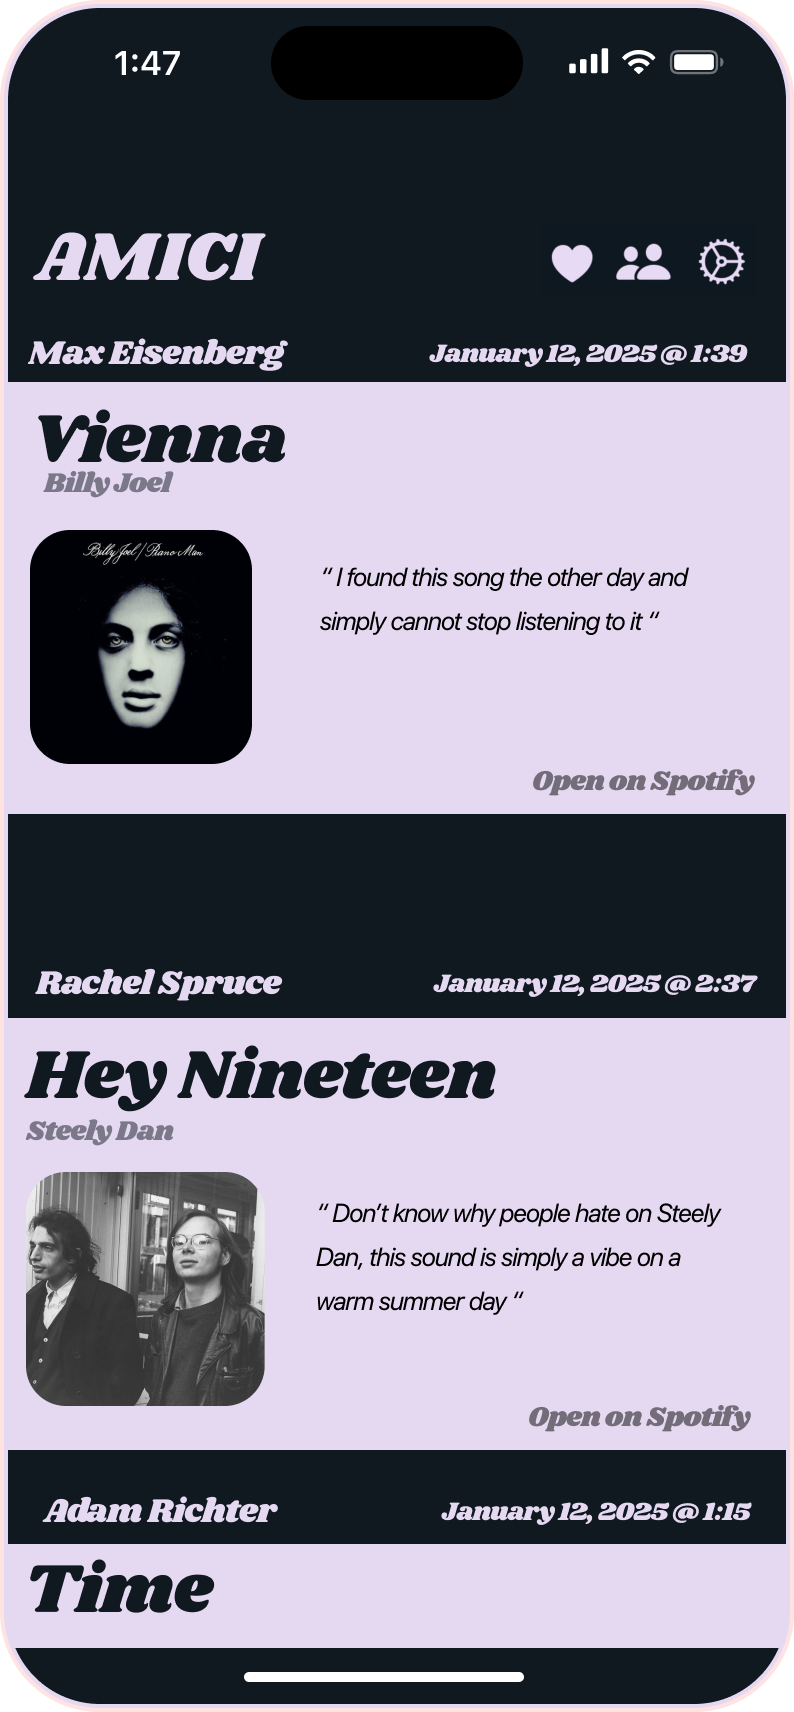 1:47
AMICI
Max Eisenberg January 12, 2025 @ 1:39
Vienna
Billy Joel
Billy Joel / Piano Man
“ I found this song the other day and
simply cannot stop listening to it “
Open on Spotify
Rachel Spruce January 12, 2025 @ 2:37
Hey Nineteen
Steely Dan
“ Don’t know why people hate on Steely
Dan, this sound is simply a vibe on a
warm summer day “
Open on Spotify
Adam Richter January 12, 2025 @ 1:15
Time